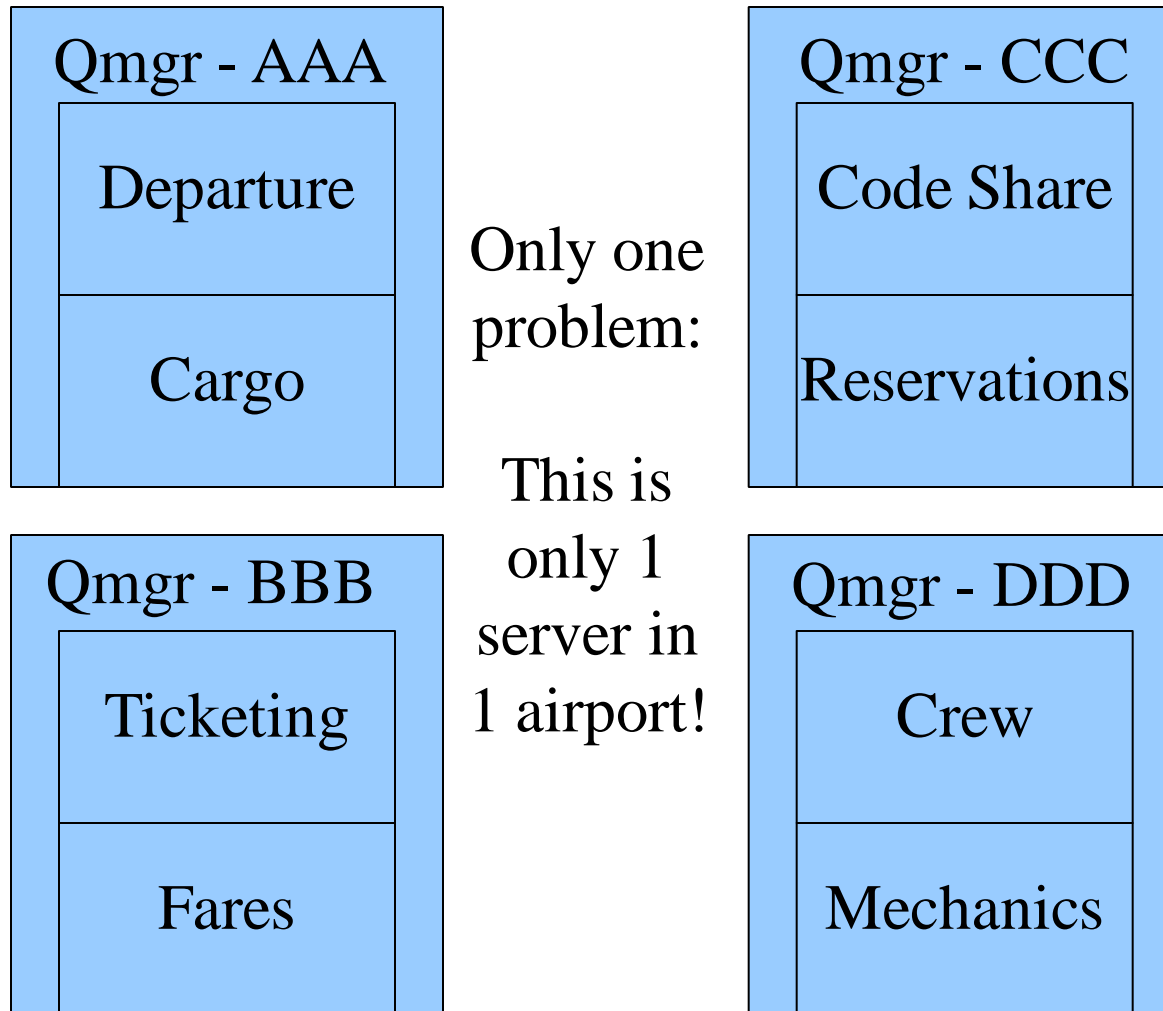 Qmgr - AAA
Departure
Cargo
Qmgr - BBB
Ticketing
Fares
Only one
problem:
This is
only 1
server in
1 airport!
Qmgr - CCC
Code Share
Reservations
Qmgr - DDD
Crew
Mechanics